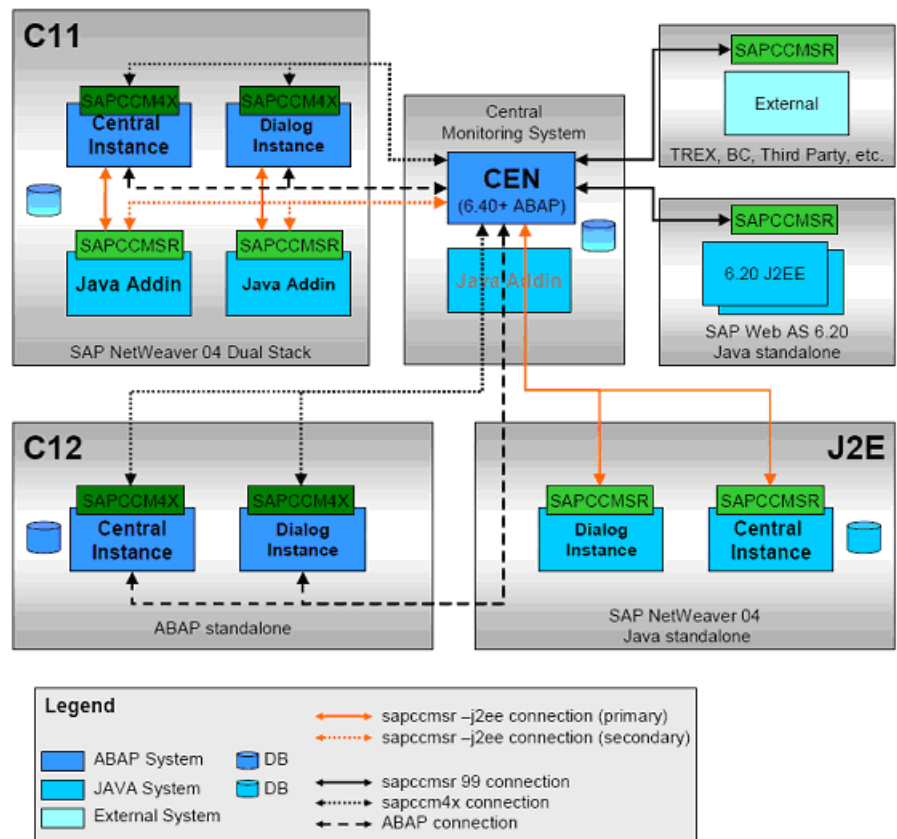 C11
SAPCCM4X
Central
Instance
SAPCCM4X
Dialog
Instance
SAPCCMSR
Java Addin
SAPCCMSR
Java Addin
SAP NetWeaver 04 Dual Stack
Central
Monitoring System
CEN
(6.40+ ABAP)
Java Addin
SAPCCMSR
External
TREX, BC, Third Party, etc.
SAPCCMSR
6.20 J2EE
SAP Web AS 6.20
Java standalone
C12
SAPCCM4X
Central
Instance
SAPCCM4X
Dialog
Instance
ABAP standalone
J2E
SAPCCMSR
Dialog
Instance
SAPCCMSR
Central
Instance
SAP NetWeaver 04
Java standalone
Legend
ABAP System
DB
JAVA System
DB
External System
sapccmsr –j2ee connection (primary)
sapccmsr –j2ee connection (secondary)
sapccmsr 99 connection
sapccm4x connection
ABAP connection